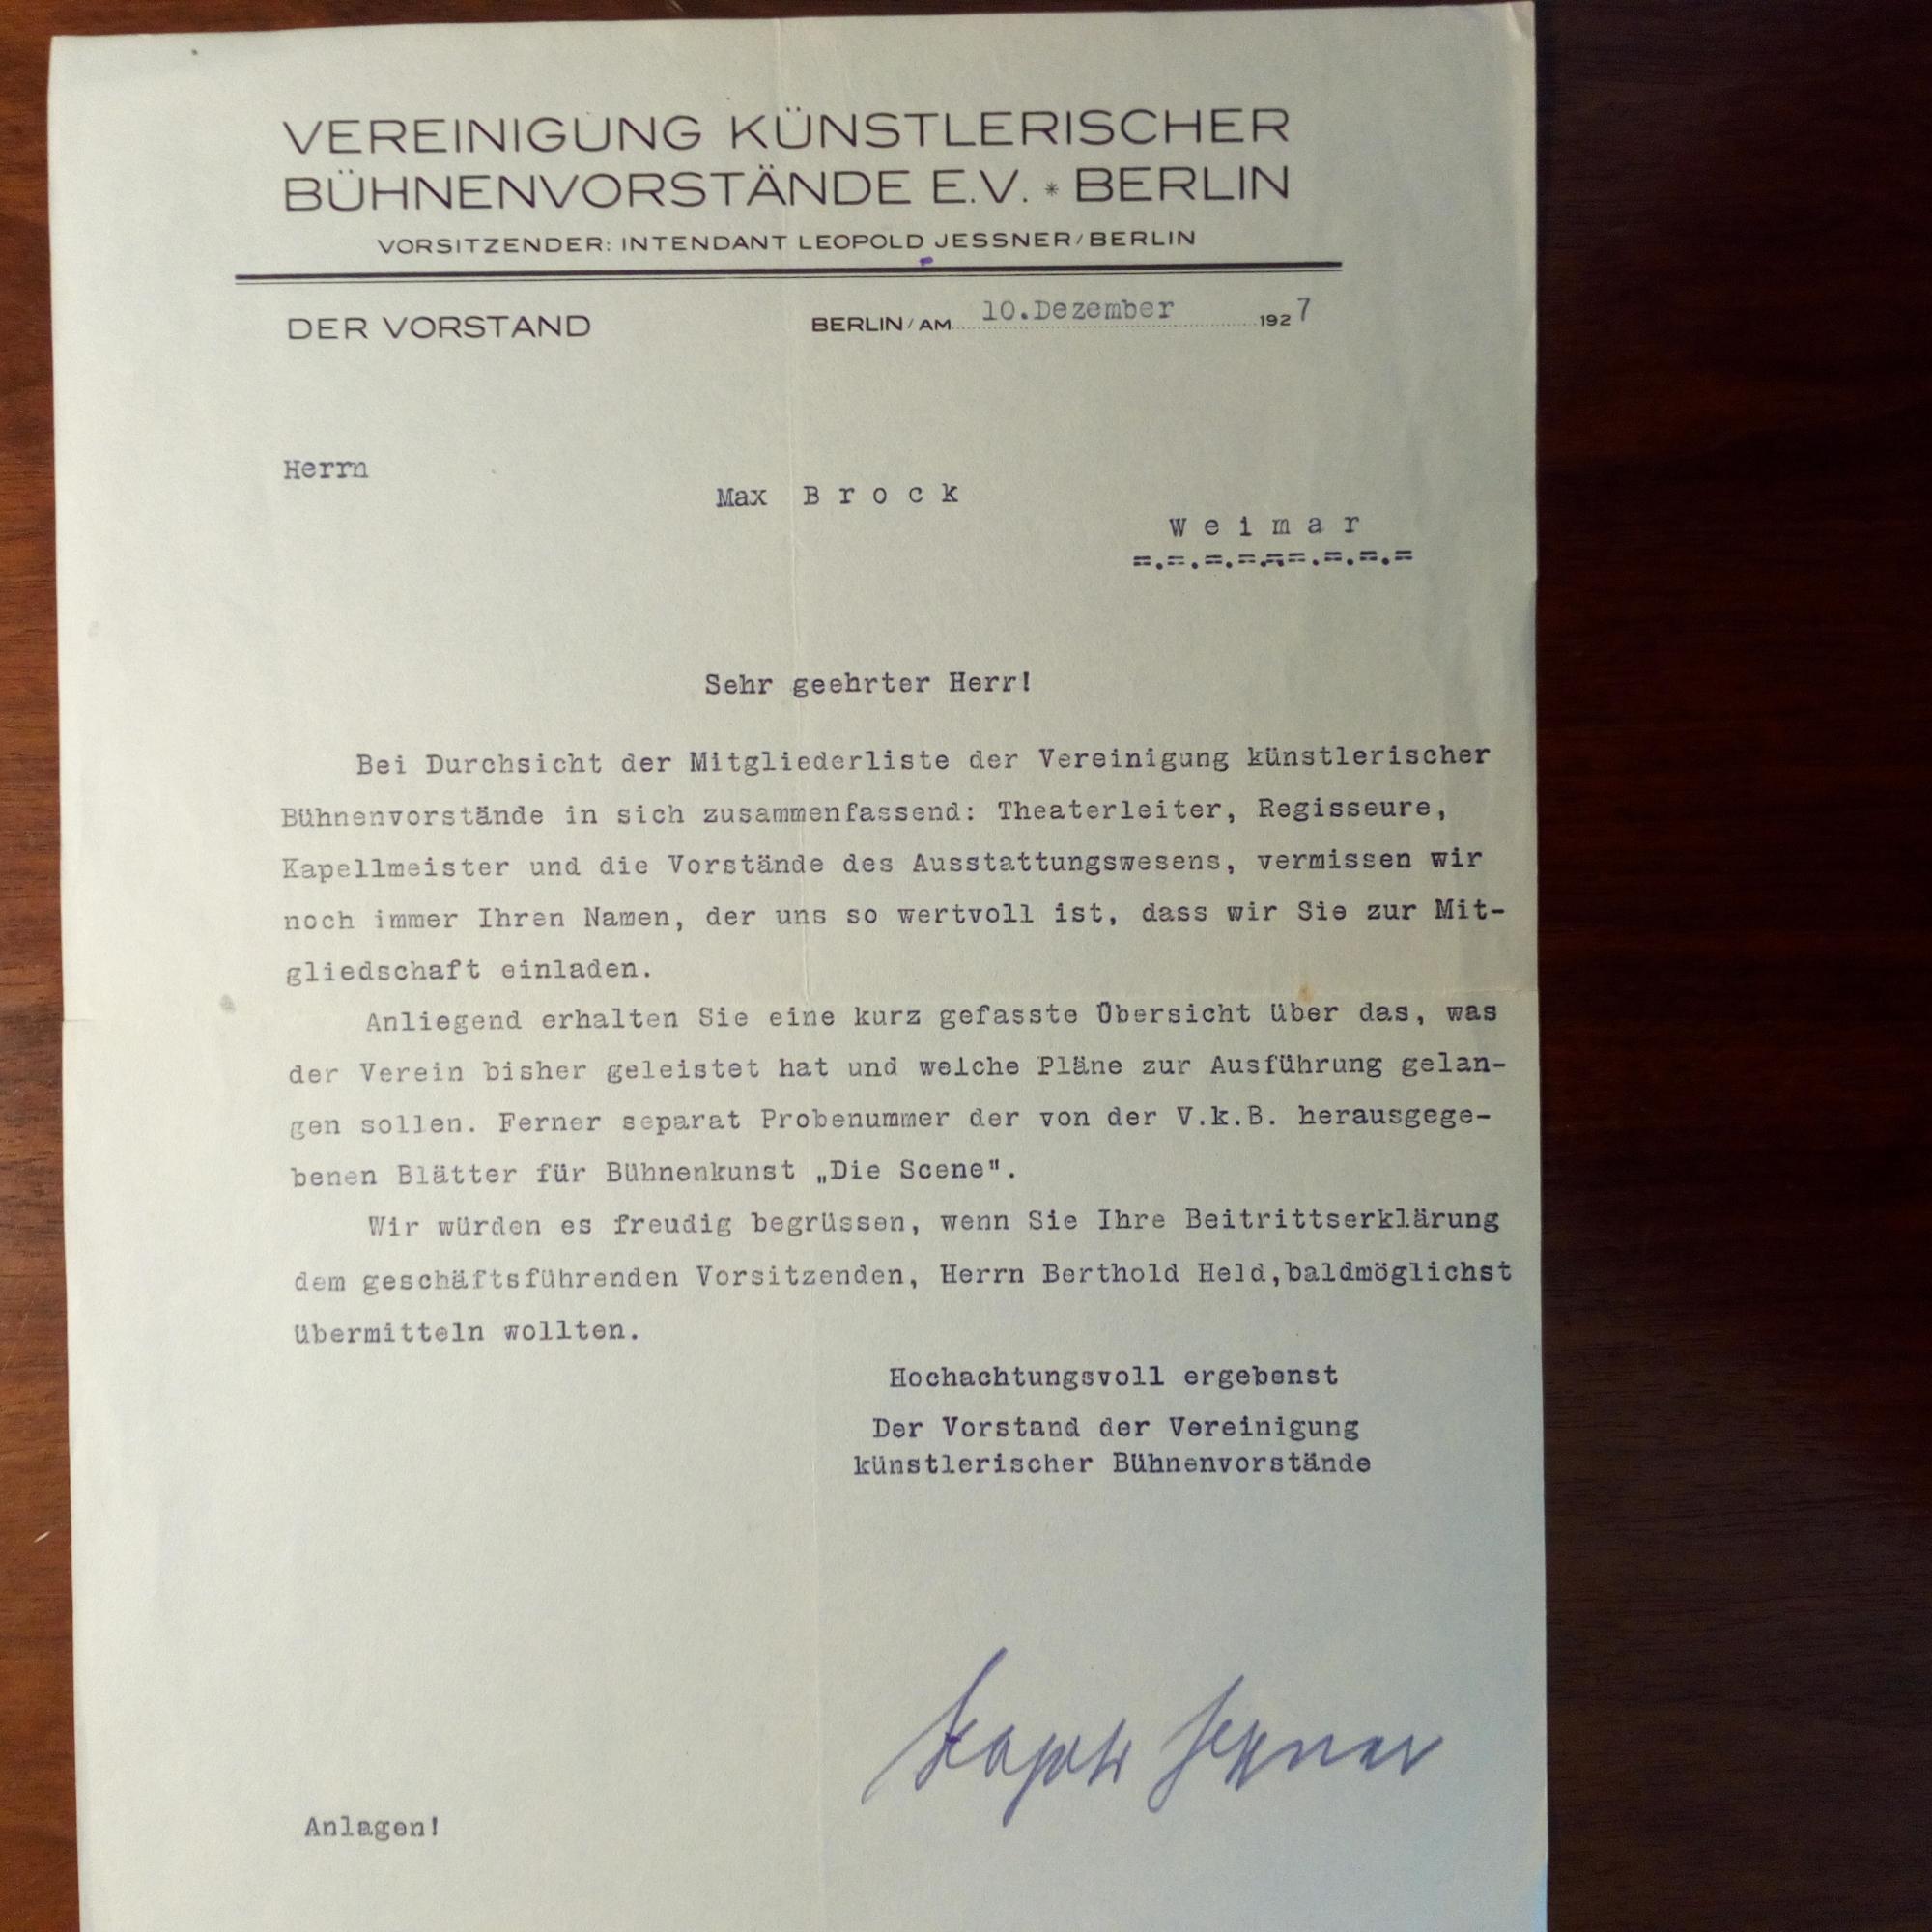 VEREINIGUNG KÜNSTLERISCHER
BÜHNENVORSTÄNDE E.V. * BERLIN
VORSITZENDER: INTENDANT LEOPOLD JESSNER/BERLIN
DER VORSTAND BERLIN/AM 10.Dezember 1927
Herrn
Max Brock
Weimar
=.=.=.=.==.=.=.=
Sehr geehrter Herr!
Bei Durchsicht der Mitgliederliste der Vereinigung künstlerischer
Bühnenvorstände in sich zusammenfassend: Theaterleiter, Regisseure,
Kapellmeister und die Vorstände des Ausstattungswesens, vermissen wir
noch immer Ihren Namen, der uns so wertvoll ist, dass wir Sie zur Mit-
gliedschaft einladen.
Anliegend erhalten Sie eine kurz gefasste Übersicht über das, was
der Verein bisher geleistet hat und welche Pläne zur Ausführung gelan-
gen sollen. Ferner separat Probenummer der von der V.k.B. herausgege-
benen Blätter für Bühnenkunst „Die Scene".
Wir würden es freudig begrüssen, wenn Sie Ihre Beitrittserklärung
dem geschäftsführenden Vorsitzenden, Herrn Berthold Held,baldmöglichst
übermitteln wollten.
Hochachtungsvoll ergebenst
Der Vorstand der Vereinigung
künstlerischer Bühnenvorstände
Leopold Jessner
Anlagen!